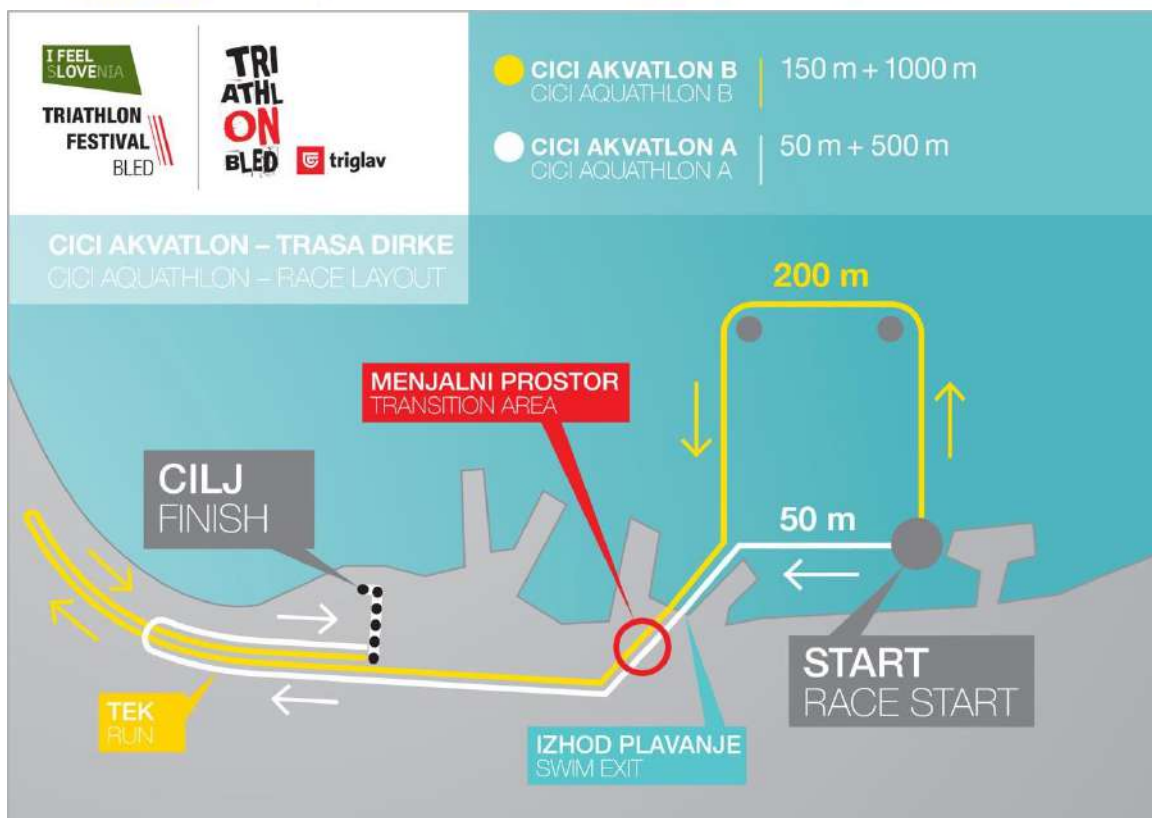 I FEEL
SLOVENIA
TRIATHLON
FESTIVAL
BLED
TRI
ATHL
ON
BLED
triglav
CICI AKVATLON B
CICI AQUATHLON B
150 m + 1000 m
CICI AKVATLON A
CICI AQUATHLON A
50 m + 500 m
CICI AKVATLON – TRASA DIRKE
CICI AQUATHLON – RACE LAYOUT
200 m
MENJALNI PROSTOR
TRANSITION AREA
CILJ
FINISH
50 m
START
RACE START
TEK
RUN
IZHOD PLAVANJE
SWIM EXIT